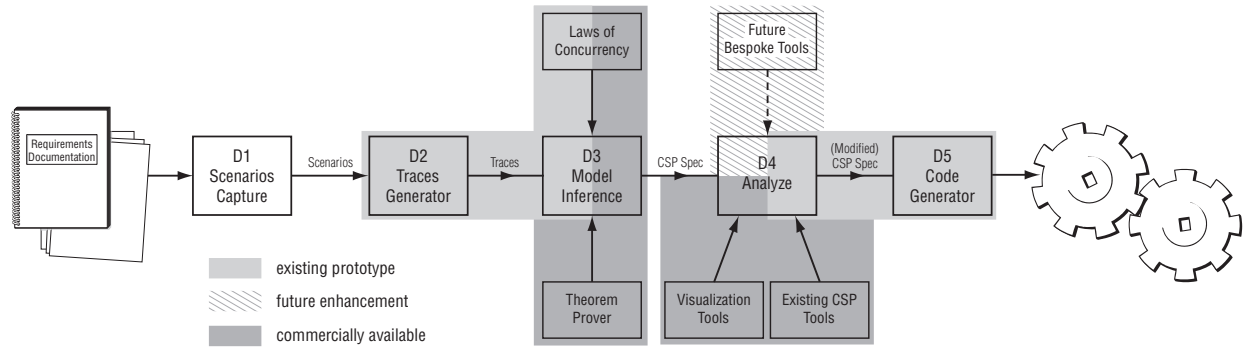 Requirements
Documentation
D1
Scenarios
Capture
Scenarios
D2
Traces
Generator
Traces
Laws of
Concurrency
D3
Model
Inference
Theorem
Prover
CSP Spec
Future
Bespoke Tools
D4
Analyze
Visualization
Tools
Existing CSP
Tools
(Modified)
CSP Spec
D5
Code
Generator
existing prototype
future enhancement
commercially available